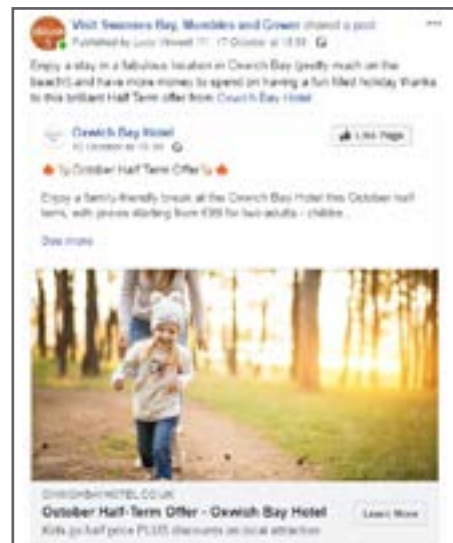 Visit Swansea Bay, Mumbles and Gower shared a post
Published by Lucy · 17 October at
Enjoy a stay in a fabulous location in Oxwich Bay (pretty much on the
beach!) and have more money to spend on having a fun filled holiday thanks
to this brilliant Half Term offer from Oxwich Bay Hotel
Oxwich Bay Hotel
October at
Like Page
October Half Term Offer
Enjoy a family-friendly break at the Oxwich Bay Hotel this October half
term, with prices starting from for two adults - childre...
See more
OXWICHBAYHOTEL.CO.UK
October Half-Term Offer - Oxwich Bay Hotel
Learn More
Kids go half price PLUS discounts on local attraction